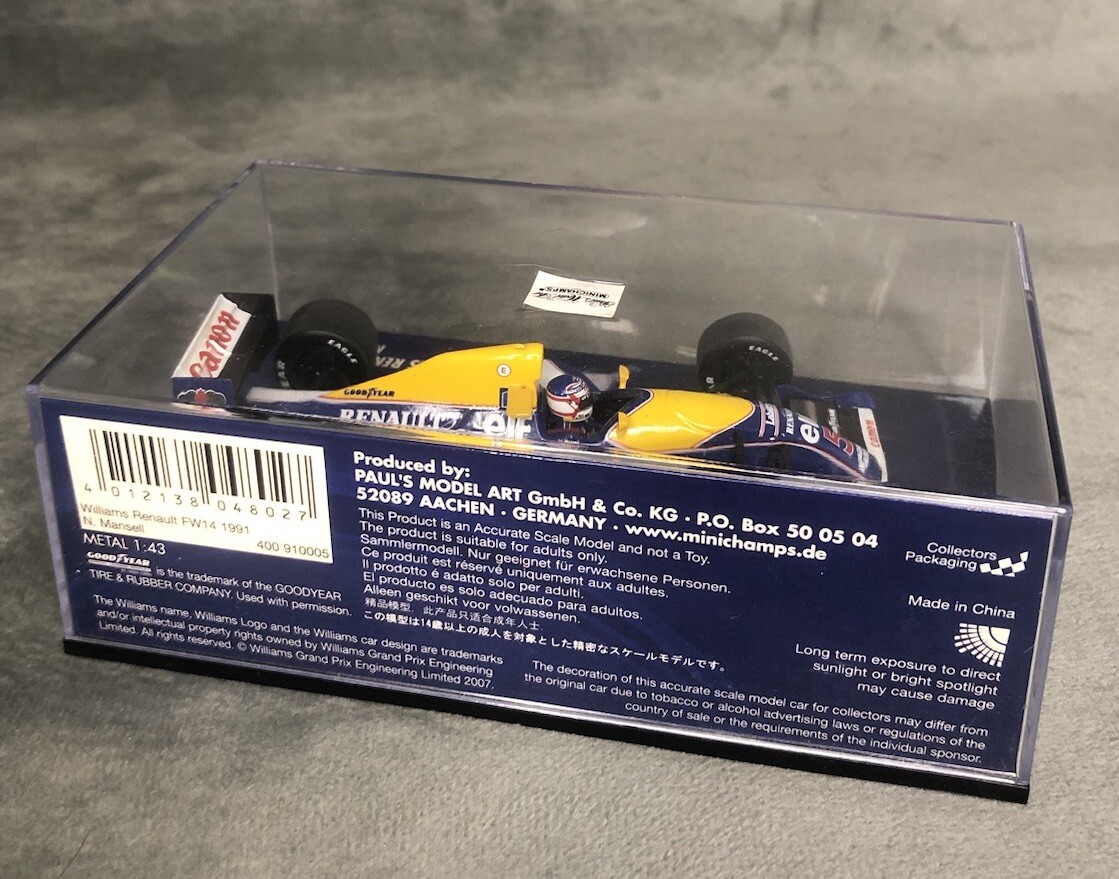 MINICHAMPS
Canon
EAGLE
EAGLE
GOODYEAR
E
RENAULT
elf
RENAULT
elf
5
Canon
4 012138 048027
Williams Renault FW14 1991
N. Mansell
400 910005
METAL 1:43
GOODYEAR is the trademark of the GOODYEAR
TIRE & RUBBER COMPANY. Used with permission.
The Williams name, Williams Logo and the Williams car design are trademarks
and/or intellectual property rights owned by Williams Grand Prix Engineering
Limited. All rights reserved. © Williams Grand Prix Engineering Limited 2007.
Produced by:
PAUL'S MODEL ART GmbH & Co. KG · P.O. Box 50 05 04
52089 AACHEN · GERMANY · www.minichamps.de
This Product is an Accurate Scale Model and not a Toy.
The product is suitable for adults only.
Sammlermodell. Nur geeignet für erwachsene Personen.
Ce produit est réservé uniquement aux adultes.
Il prodotto é adatto solo per adulti.
El producto es solo adecuado para adultos.
Alleen geschikt voor volwassenen.
精品模型，此产品只适合成年人士
この模型は14歳以上の成人を対象とした精密なスケールモデルです。
Collectors
Packaging
Made in China
Long term exposure to direct
sunlight or bright spotlight
may cause damage
The decoration of this accurate scale model car for collectors may differ from
the original car due to tobacco or alcohol advertising laws or regulations of the
country of sale or the requirements of the individual sponsor.